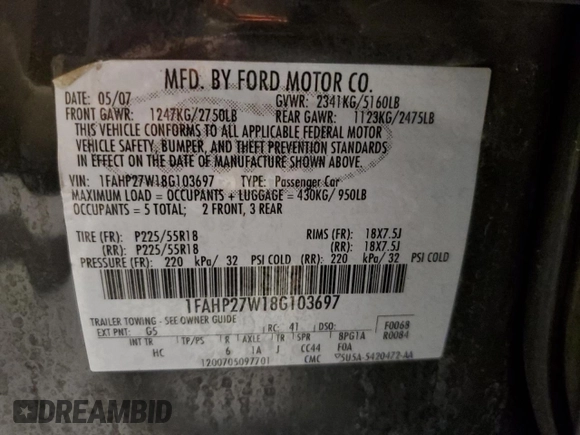 MFD. BY FORD MOTOR CO.
DATE: 05/07 GVWR: 2341KG/5160LB
FRONT GAWR: 1247KG/2750LB REAR GAWR: 1123KG/2475LB
THIS VEHICLE CONFORMS TO ALL APPLICABLE FEDERAL MOTOR
VEHICLE SAFETY, BUMPER, AND THEFT PREVENTION STANDARDS
IN EFFECT ON THE DATE OF MANUFACTURE SHOWN ABOVE.
VIN: 1FAHP27W18G103697 TYPE: Passenger Car
MAXIMUM LOAD = OCCUPANTS + LUGGAGE = 430KG/ 950LB
OCCUPANTS = 5 TOTAL; 2 FRONT, 3 REAR
TIRE (FR): P225/55R18 RIMS (FR): 18X7.5J
(RR): P225/55R18 (RR): 18X7.5J
PRESSURE (FR): 220 kPa/ 32 PSI COLD (RR): 220 kPa/ 32 PSI COLD
1FAHP27W18G103697
TRAILER TOWING - SEE OWNER GUIDE
EXT PNT: G5 RC: 41 DSO: F0068
R0084
INT TR TP/PS R AXLE TR SPR BPG1A
HC 6 1A J CC44 F0A
1200705097701 CMC 5U5A-5420472-AA
DREAMBID